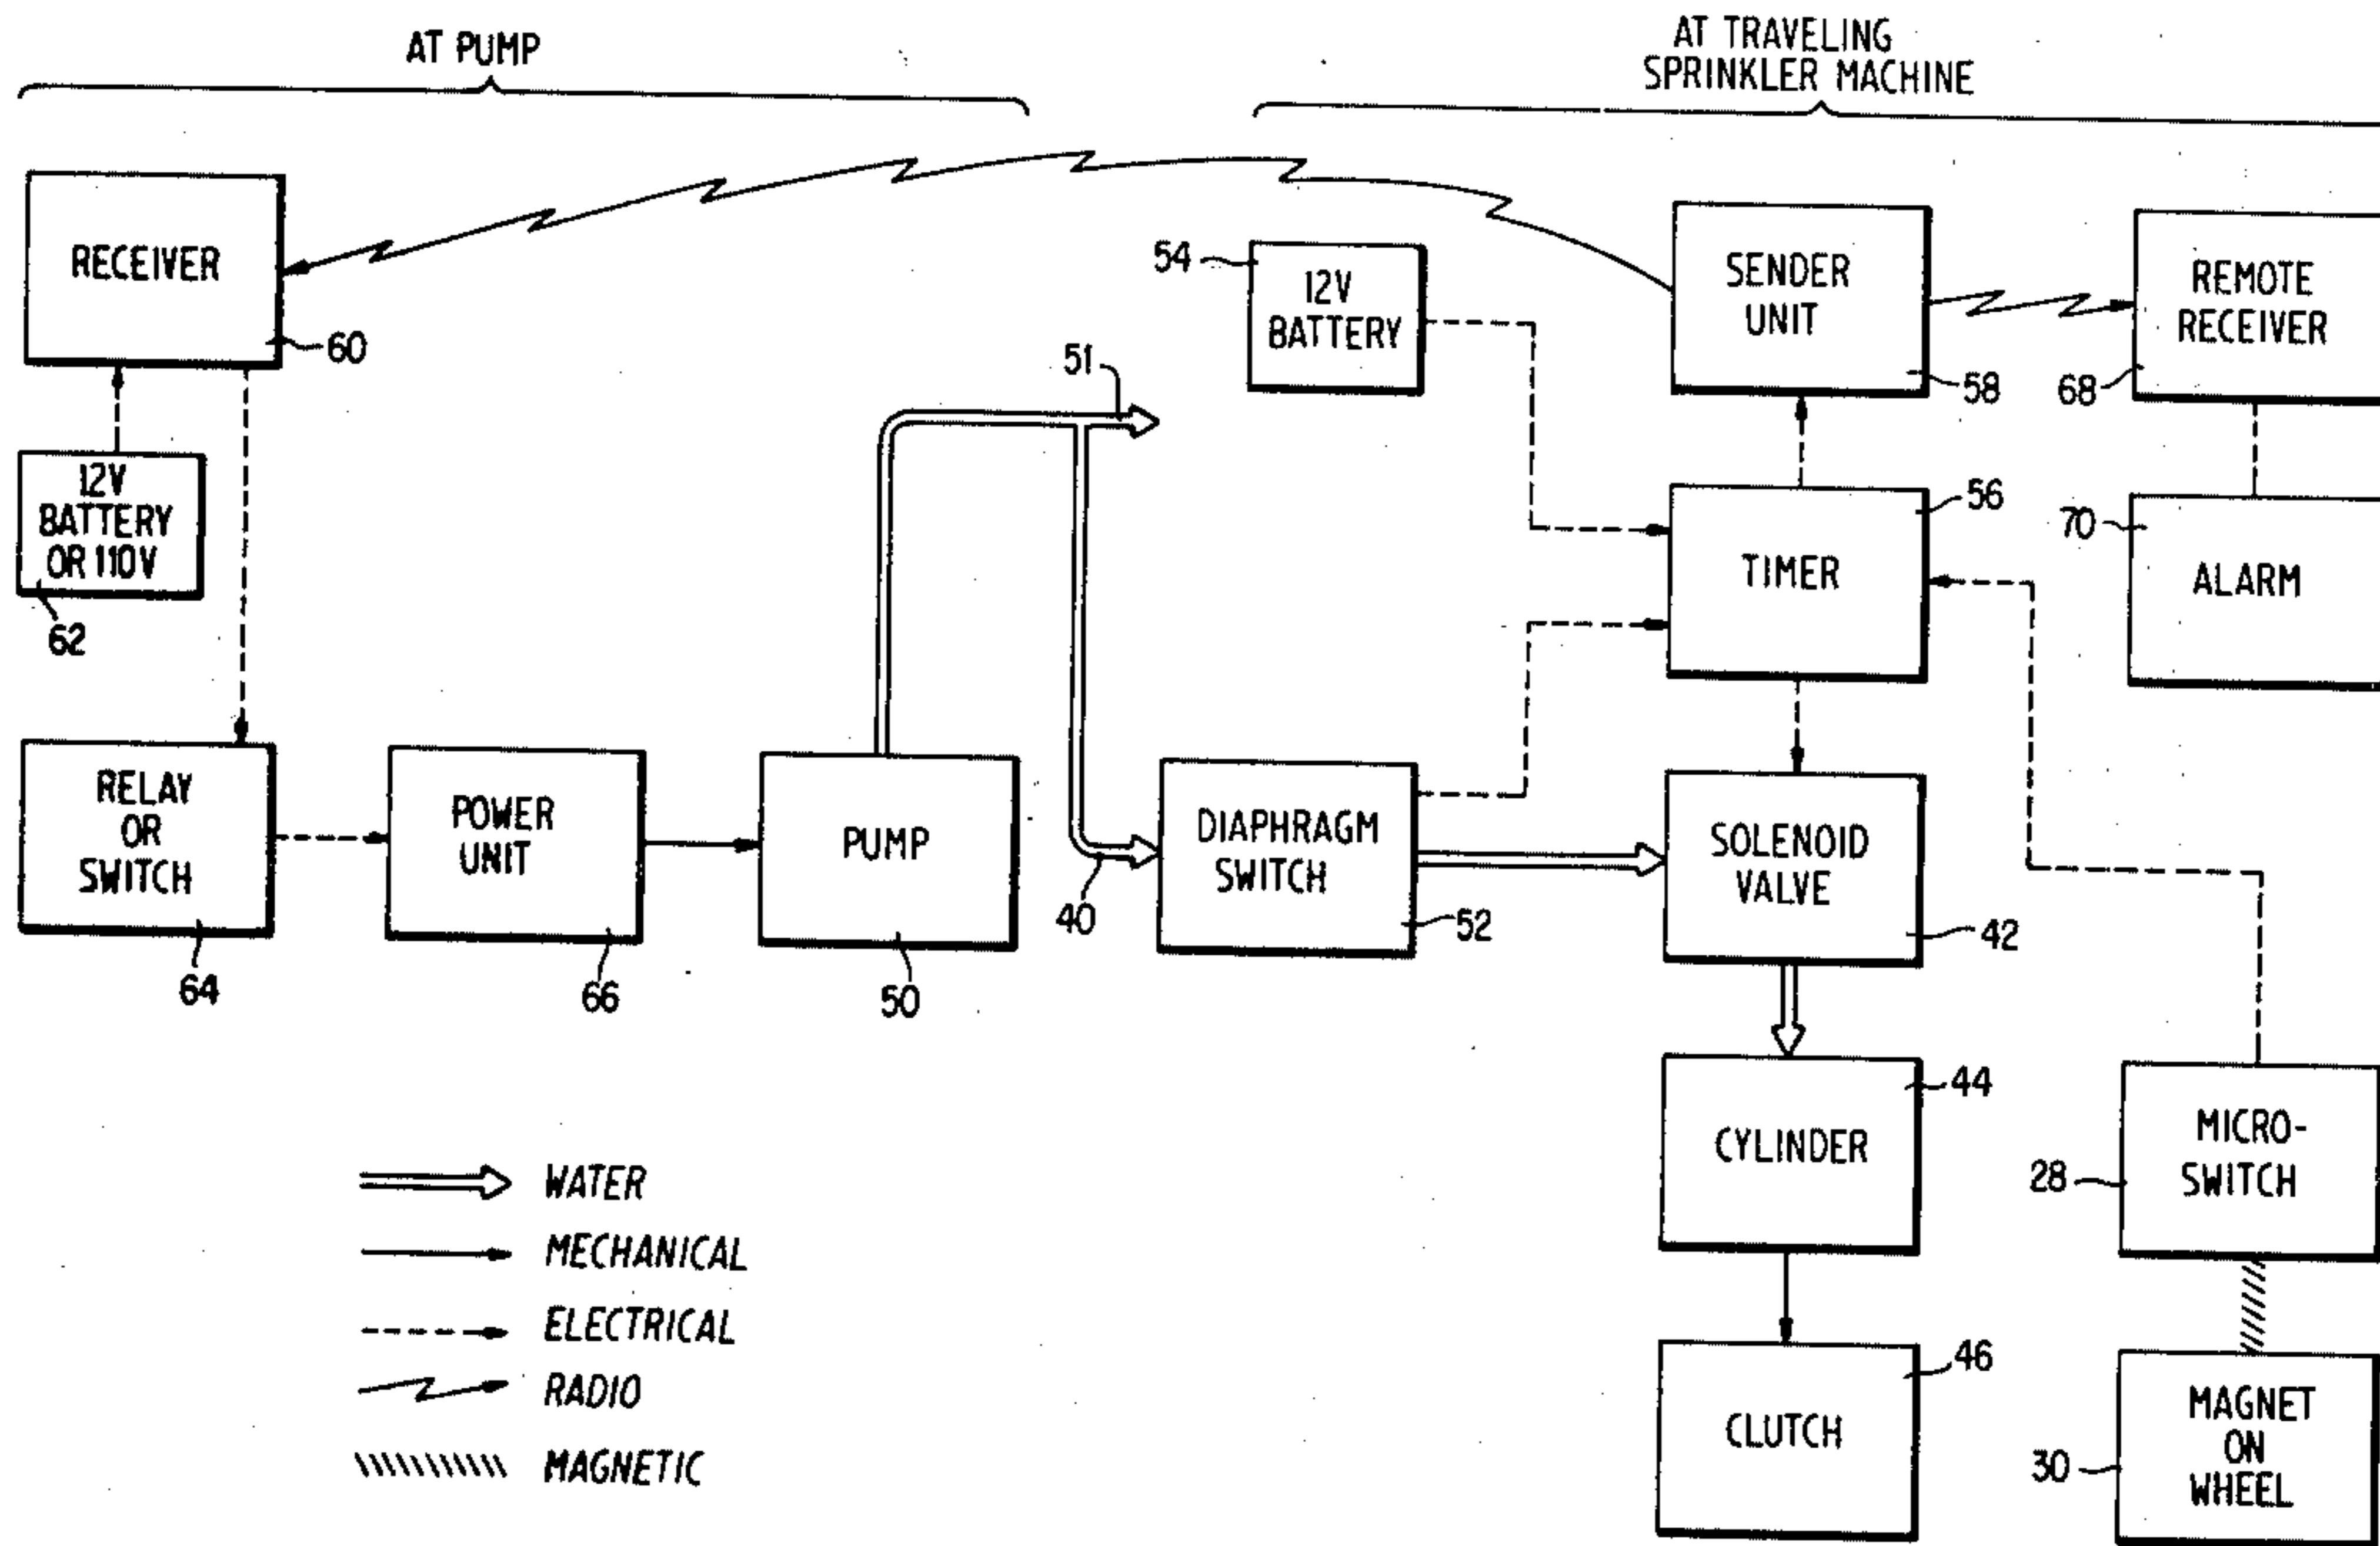 AT PUMP
AT TRAVELING
SPRINKLER MACHINE
RECEIVER
60
12V
BATTERY
OR 110V
62
RELAY
OR
SWITCH
64
POWER
UNIT
66
PUMP
50
51
40
54
12V
BATTERY
DIAPHRAGM
SWITCH
52
SENDER
UNIT
58
REMOTE
RECEIVER
68
TIMER
56
ALARM
70
SOLENOID
VALVE
42
CYLINDER
44
CLUTCH
46
MICRO-
SWITCH
28
MAGNET
ON
WHEEL
30
WATER
MECHANICAL
ELECTRICAL
RADIO
MAGNETIC